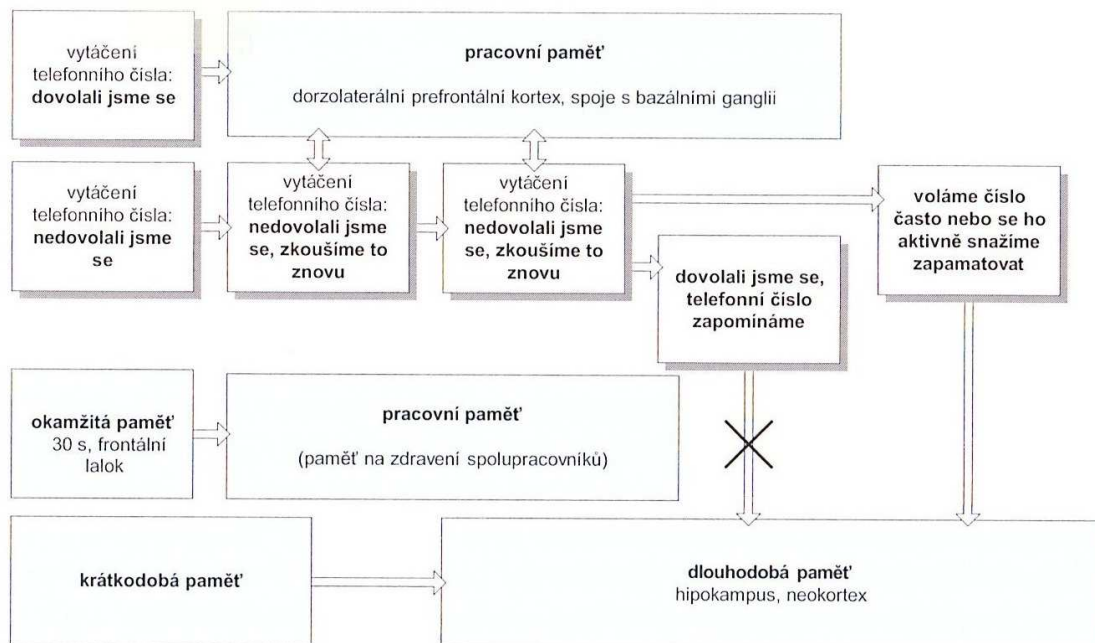 vytáčení
telefonního čísla:
dovolali jsme se
pracovní paměť
dorzolaterální prefrontální kortex, spoje s bazálními ganglii
vytáčení
telefonního čísla:
nedovolali jsme
se
vytáčení
telefonního čísla:
nedovolali jsme
se, zkoušíme to
znovu
vytáčení
telefonního čísla:
nedovolali jsme
se, zkoušíme to
znovu
voláme číslo
často nebo se ho
aktivně snažíme
zapamatovat
dovolali jsme se,
telefonní číslo
zapomínáme
okamžitá paměť
30 s, frontální
lalok
pracovní paměť
(paměť na zdravení spolupracovníků)
krátkodobá paměť
dlouhodobá paměť
hipokampus, neokortex